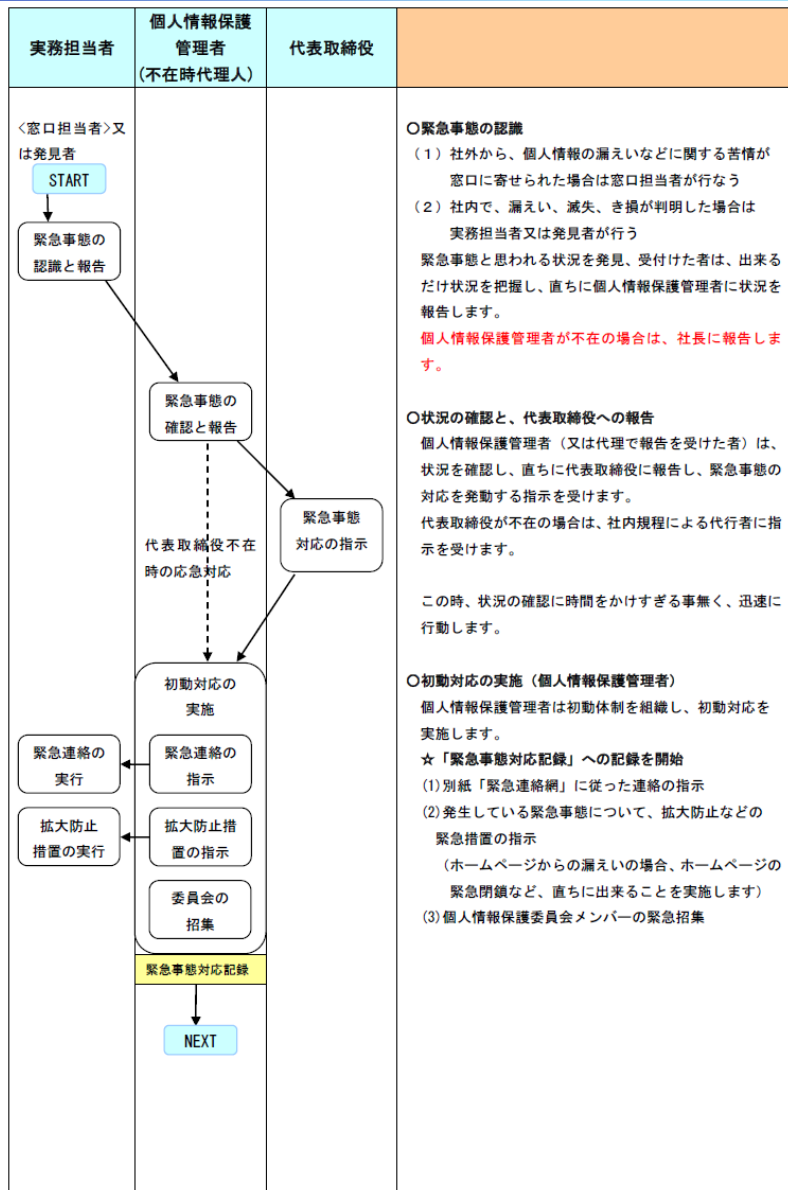 実務担当者
個人情報保護
管理者
(不在時代理人)
代表取締役
<窓口担当者>又
は発見者
START
緊急事態の
認識と報告
緊急事態の
確認と報告
緊急事態
対応の指示
代表取締役不在
時の応急対応
初動対応の
実施
緊急連絡の
実行
緊急連絡の
指示
拡大防止
措置の実行
拡大防止措
置の指示
委員会の
招集
緊急事態対応記録
NEXT
○緊急事態の認識
(1)社外から、個人情報の漏えいなどに関する苦情が
窓口に寄せられた場合は窓口担当者が行なう
(2)社内で、漏えい、滅失、き損が判明した場合は
実務担当者又は発見者が行う
緊急事態と思われる状況を発見、受付けた者は、出来る
だけ状況を把握し、直ちに個人情報保護管理者に状況を
報告します。
個人情報保護管理者が不在の場合は、社長に報告しま
す。
○状況の確認と、代表取締役への報告
個人情報保護管理者(又は代理で報告を受けた者)は、
状況を確認し、直ちに代表取締役に報告し、緊急事態の
対応を発動する指示を受けます。
代表取締役が不在の場合は、社内規程による代行者に指
示を受けます。
この時、状況の確認に時間をかけすぎる事無く、迅速に
行動します。
○初動対応の実施(個人情報保護管理者)
個人情報保護管理者は初動体制を組織し、初動対応を
実施します。
☆「緊急事態対応記録」への記録を開始
(1)別紙「緊急連絡網」に従った連絡の指示
(2)発生している緊急事態について、拡大防止などの
緊急措置の指示
(ホームページからの漏えいの場合、ホームページの
緊急閉鎖など、直ちに出来ることを実施します)
(3)個人情報保護委員会メンバーの緊急招集